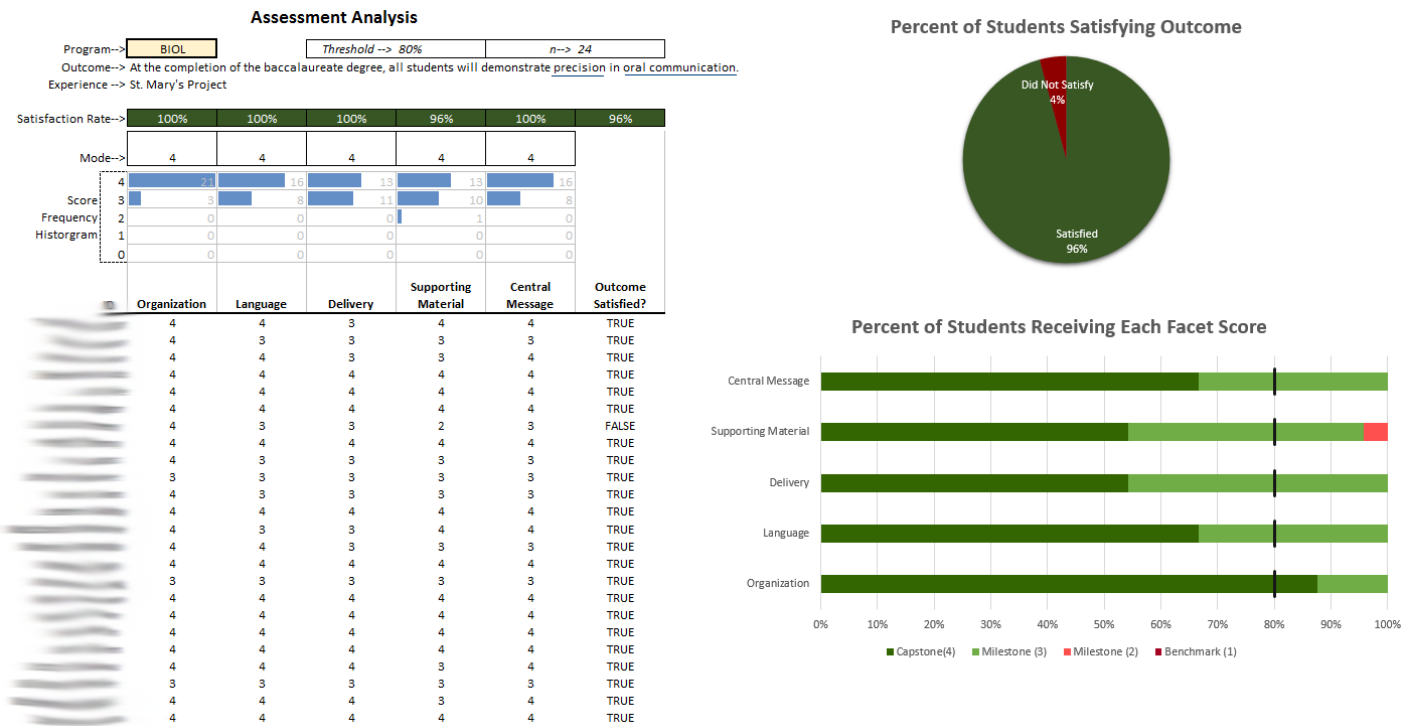 Assessment Analysis
Program--> BIOL Threshold --> 80% n--> 24
Outcome--> At the completion of the baccalaureate degree, all students will demonstrate precision in oral communication.
Experience --> St. Mary's Project
Satisfaction Rate--> 100% 100% 100% 96% 100% 96%
Mode--> 4 4 4 4 4
4 21 16 13 13 16
Score 3 3 8 11 10 8
Frequency 2 0 0 0 1 0
Historgram 1 0 0 0 0 0
0 0 0 0 0 0
Supporting Central Outcome
Organization Language Delivery Material Message Satisfied?
4 4 3 4 4 TRUE
4 3 3 3 3 TRUE
4 4 3 3 4 TRUE
4 4 4 4 4 TRUE
4 4 4 4 4 TRUE
4 4 4 4 4 TRUE
4 3 3 2 3 FALSE
4 4 4 4 4 TRUE
4 3 3 3 3 TRUE
3 3 3 3 3 TRUE
4 3 3 3 3 TRUE
4 4 4 4 4 TRUE
4 3 3 4 4 TRUE
4 4 3 3 3 TRUE
4 4 4 4 4 TRUE
3 3 3 3 3 TRUE
4 4 4 4 4 TRUE
4 4 4 4 4 TRUE
4 4 4 4 4 TRUE
4 4 4 4 4 TRUE
4 4 4 3 4 TRUE
3 3 3 3 3 TRUE
4 4 4 3 4 TRUE
4 4 4 4 4 TRUE
Percent of Students Satisfying Outcome
Did Not Satisfy
4%
Satisfied
96%
Percent of Students Receiving Each Facet Score
Central Message
Supporting Material
Delivery
Language
Organization
0% 10% 20% 30% 40% 50% 60% 70% 80% 90% 100%
Capstone(4) Milestone (3) Milestone (2) Benchmark (1)